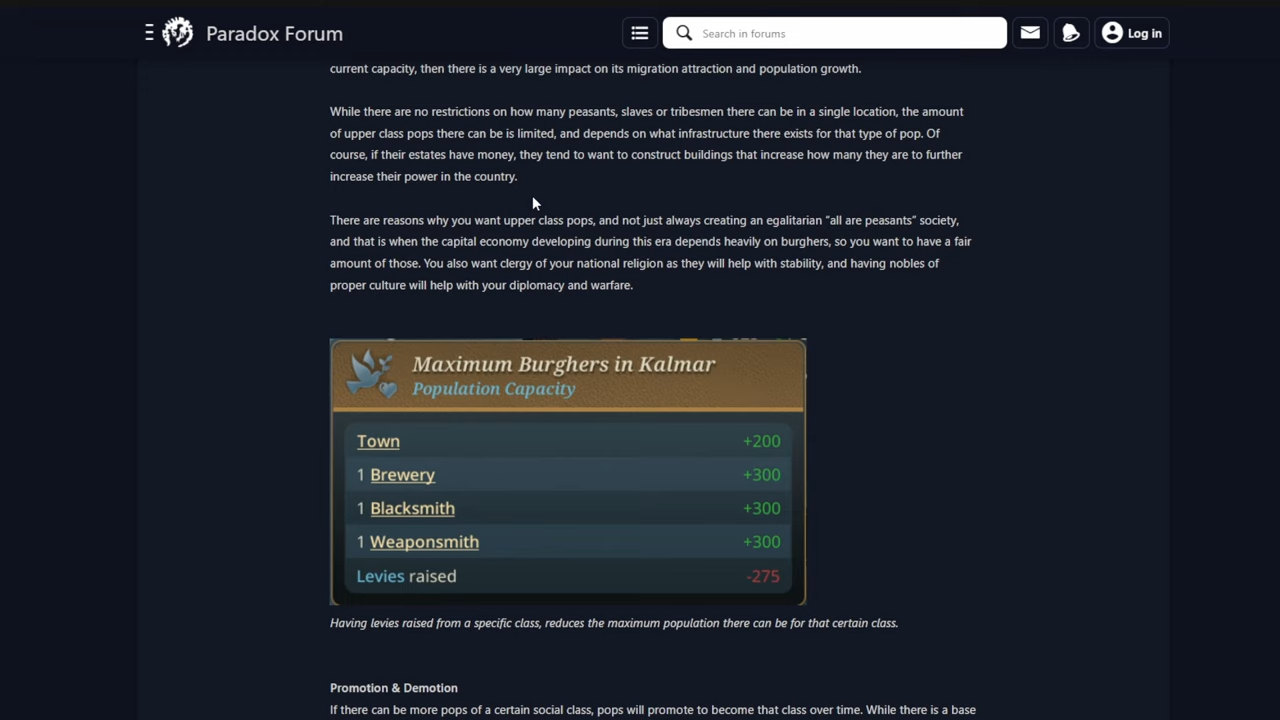 Paradox Forum
Search in forums
Log in
current capacity, then there is a very large impact on its migration attraction and population growth.
While there are no restrictions on how many peasants, slaves or tribesmen there can be in a single location, the amount
of upper class pops there can be is limited, and depends on what infrastructure there exists for that type of pop. Of
course, if their estates have money, they tend to want to construct buildings that increase how many they are to further
increase their power in the country.
There are reasons why you want upper class pops, and not just always creating an egalitarian “all are peasants” society,
and that is when the capital economy developing during this era depends heavily on burghers, so you want to have a fair
amount of those. You also want clergy of your national religion as they will help with stability, and having nobles of
proper culture will help with your diplomacy and warfare.
Maximum Burghers in Kalmar
Population Capacity
Town +200
1 Brewery +300
1 Blacksmith +300
1 Weaponsmith +300
Levies raised -275
Having levies raised from a specific class, reduces the maximum population there can be for that certain class.
Promotion & Demotion
If there can be more pops of a certain social class, pops will promote to become that class over time. While there is a base